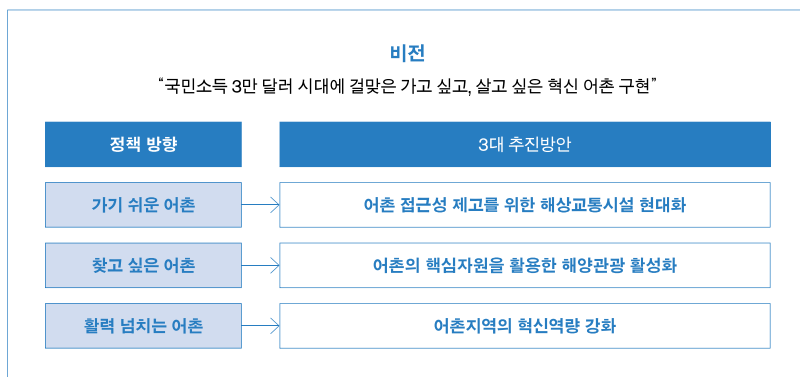 비전
“국민소득 3만 달러 시대에 걸맞은 가고 싶고, 살고 싶은 혁신 어촌 구현”
정책 방향
3대 추진방안
가기 쉬운 어촌
어촌 접근성 제고를 위한 해상교통시설 현대화
찾고 싶은 어촌
어촌의 핵심자원을 활용한 해양관광 활성화
활력 넘치는 어촌
어촌지역의 혁신역량 강화